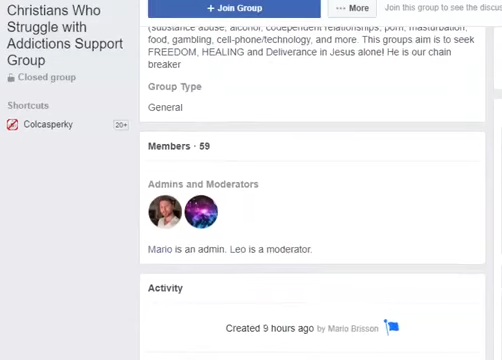 Christians Who
Struggle with
Addictions Support
Group
Closed group
Shortcuts
Colcasperky
20+
+ Join Group
··· More
Join this group to see the discus
(substance abuse, alcohol, codependent relationships, porn, masturbation,
food, gambling, cell-phone/technology, and more. This groups aim is to seek
FREEDOM, HEALING and Deliverance in Jesus alone! He is our chain
breaker
Group Type
General
Members · 59
Admins and Moderators
Mario is an admin. Leo is a moderator.
Activity
Created 9 hours ago by Mario Brisson